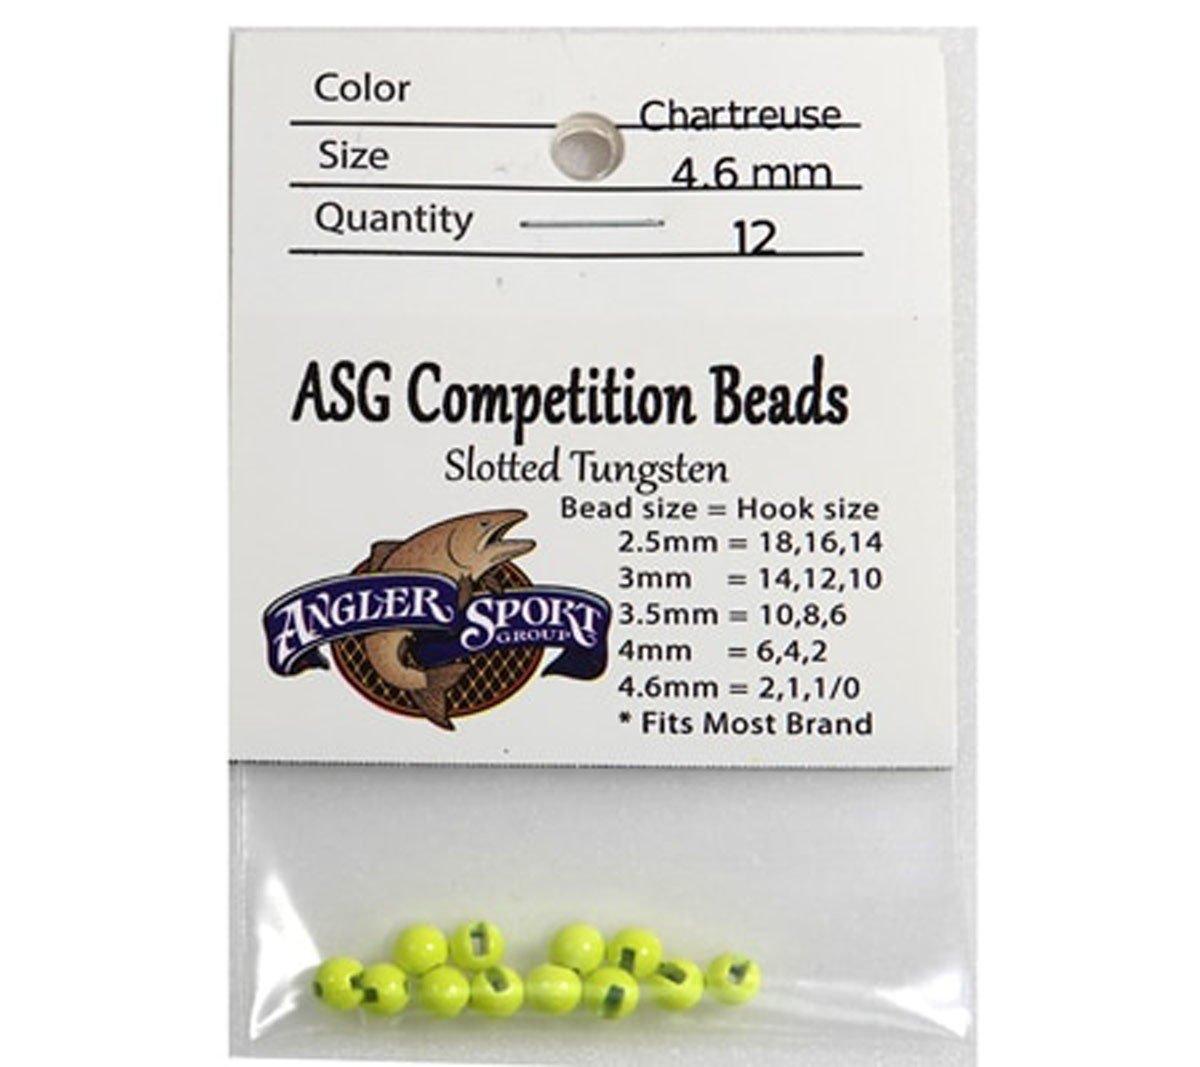 Color Chartreuse
Size 4.6 mm
Quantity 12
ASG Competition Beads
Slotted Tungsten
Bead size = Hook size
2.5mm = 18,16,14
3mm = 14,12,10
3.5mm = 10,8,6
4mm = 6,4,2
4.6mm = 2,1,1/0
* Fits Most Brand
ANGLER SPORT
GROUP